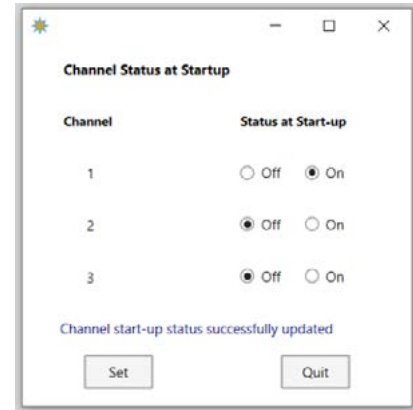 Channel Status at Startup
Channel Status at Start-up
1 Off On
2 Off On
3 Off On
Channel start-up status successfully updated
Set Quit